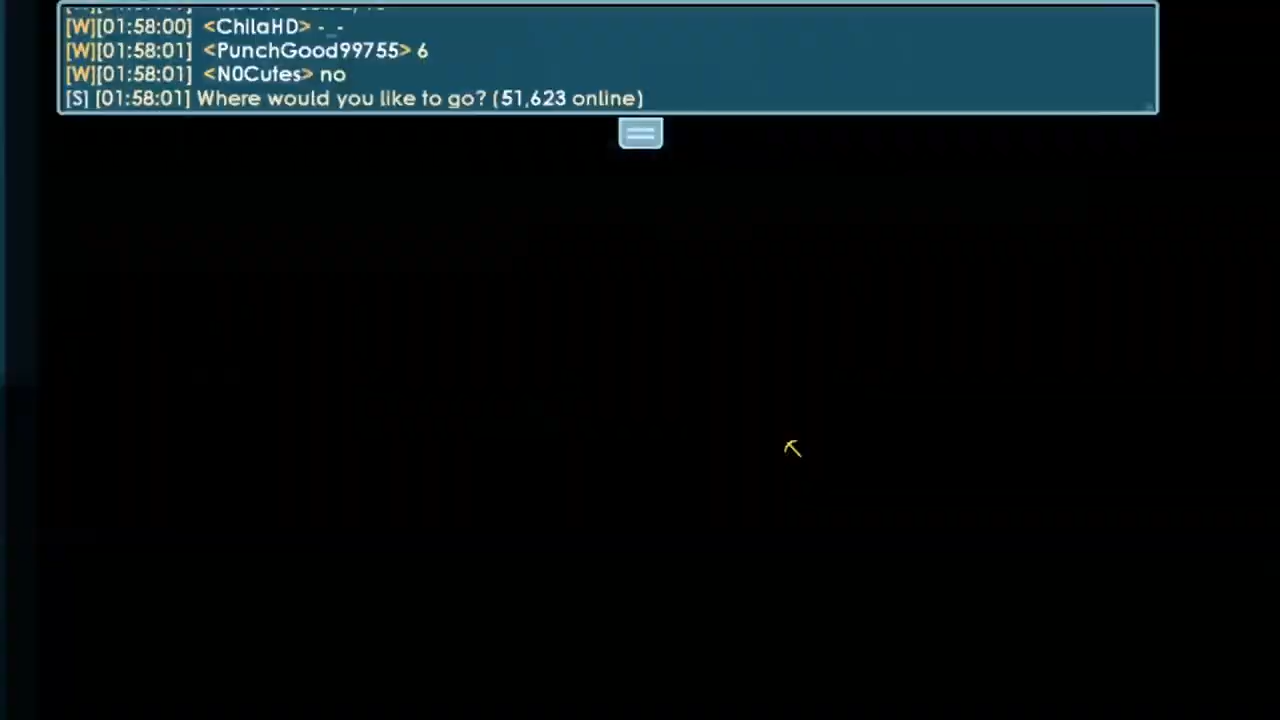 [W][01:58:00] <ChilaHD> -_-
[W][01:58:01] <PunchGood99755> 6
[W][01:58:01] <N0Cutes> no
[S] [01:58:01] Where would you like to go? (51,623 online)